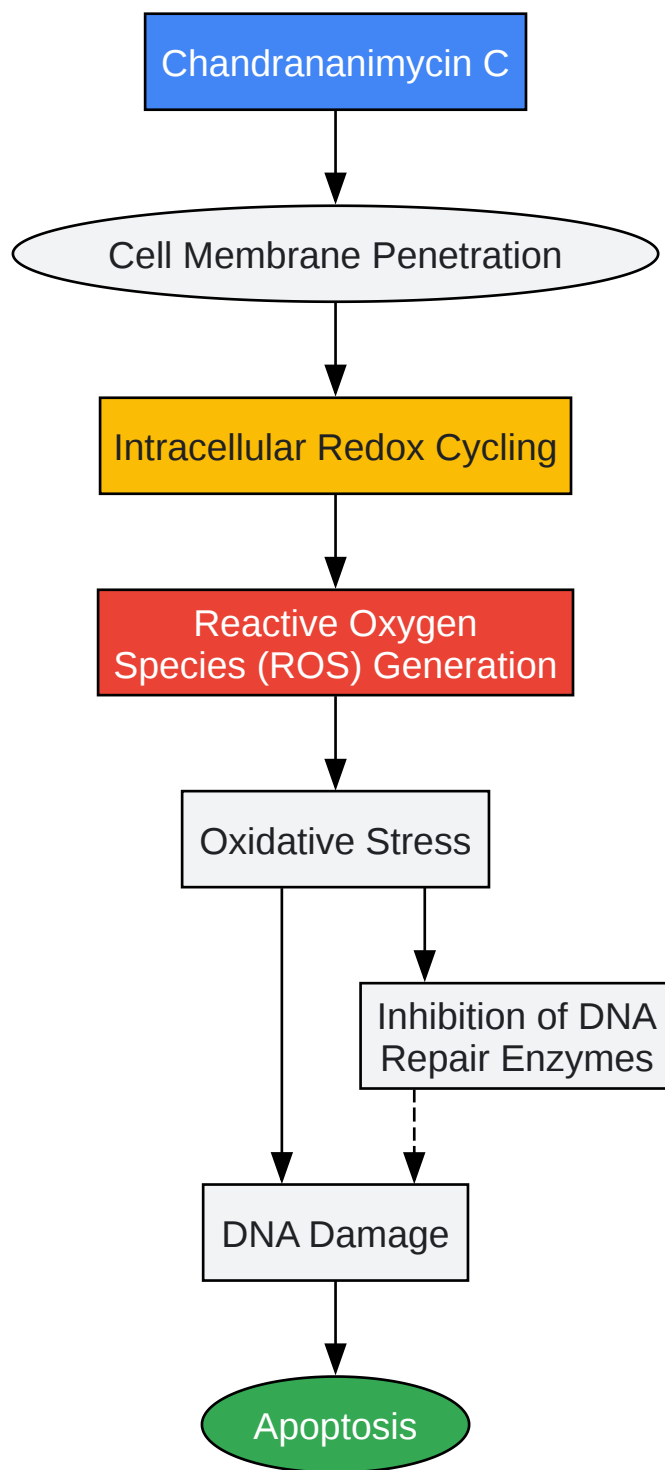 Chandrananimycin C
Cell Membrane Penetration
Intracellular Redox Cycling
Reactive Oxygen
Species (ROS) Generation
Oxidative Stress
Inhibition of DNA
Repair Enzymes
DNA Damage
Apoptosis